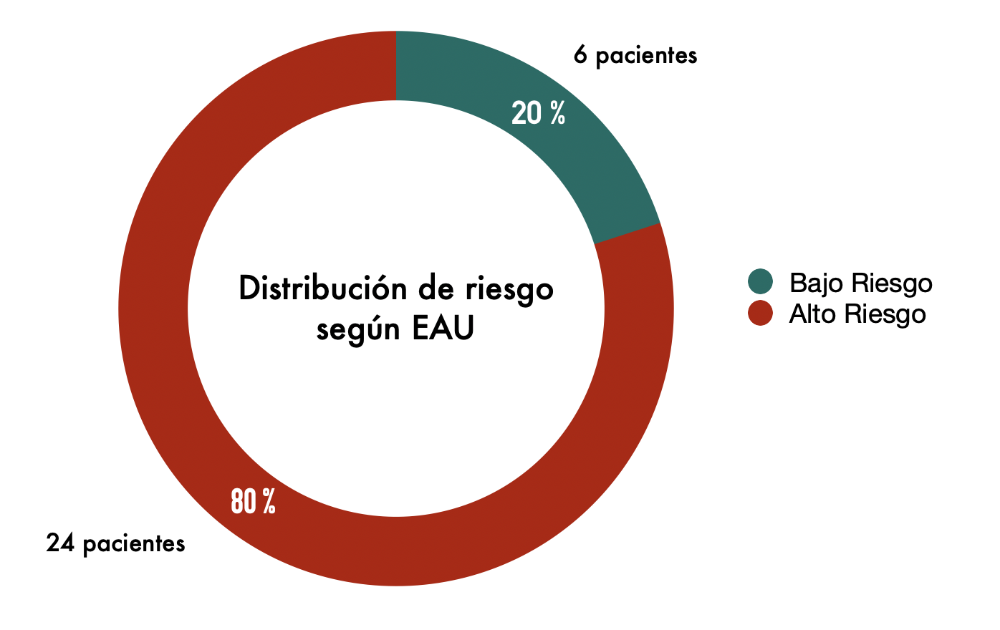 6 pacientes
20 %
Distribución de riesgo
según EAU
Bajo Riesgo
Alto Riesgo
80 %
24 pacientes